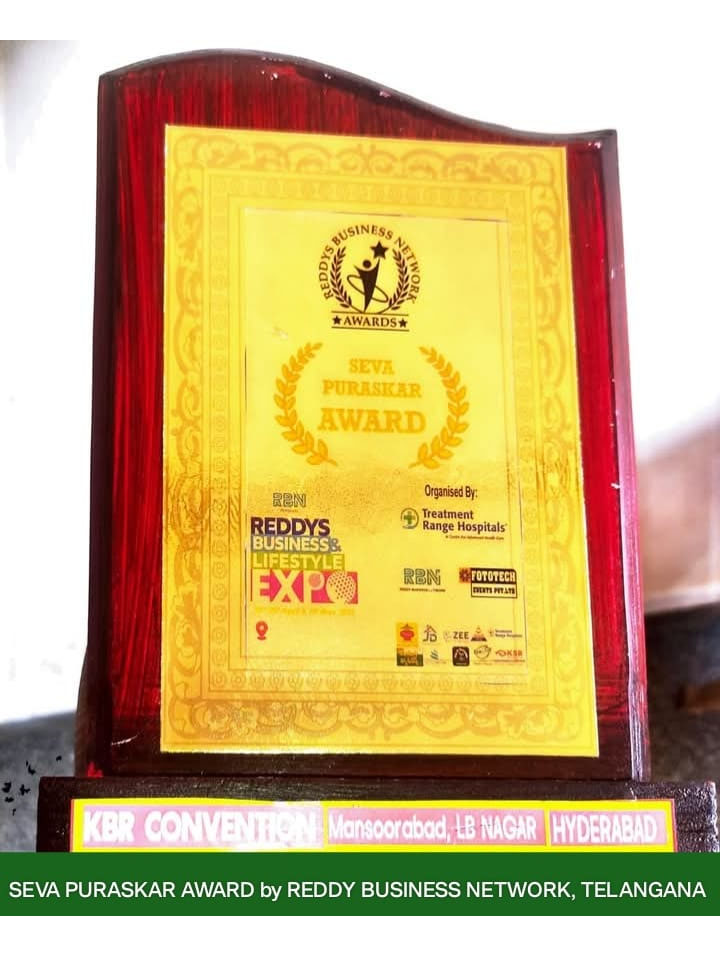 REDDYS BUSINESS NETWORK
AWARDS
SEVA
PURASKAR
AWARD
RBN
REDDYS
BUSINESS&
LIFESTYLE
EXPO
Organised By:
Treatment
Range Hospitals
RBN
FOTOTECH
EVENTS PVT.LTD
ZEE
KBR CONVENTION Mansoorabad, LB NAGAR HYDERABAD
SEVA PURASKAR AWARD by REDDY BUSINESS NETWORK, TELANGANA